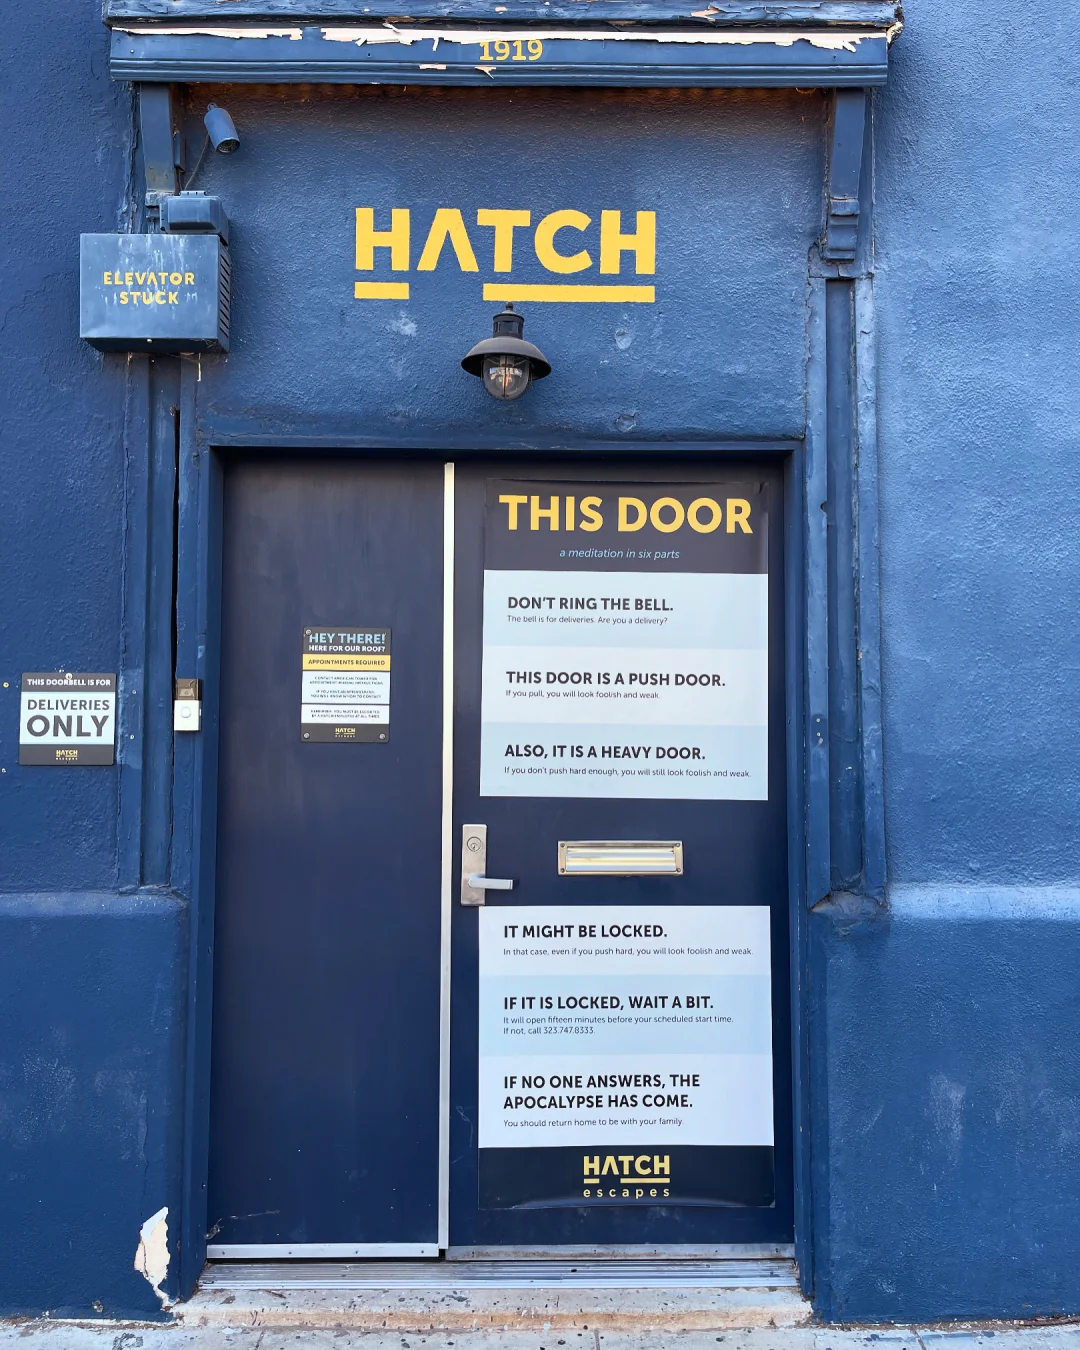 1919
HATCH
ELEVATOR
STUCK
THIS DOOR
a meditation in six parts
DON'T RING THE BELL.
The bell is for deliveries. Are you a delivery?
THIS DOOR IS A PUSH DOOR.
If you pull, you will look foolish and weak.
ALSO, IT IS A HEAVY DOOR.
If you don't push hard enough, you will still look foolish and weak.
IT MIGHT BE LOCKED.
In that case, even if you push hard, you will look foolish and weak.
IF IT IS LOCKED, WAIT A BIT.
It will open fifteen minutes before your scheduled start time.
If not, call 323.747.8333.
IF NO ONE ANSWERS, THE
APOCALYPSE HAS COME.
You should return home to be with your family.
HATCH
escapes
HEY THERE!
HERE FOR OUR ROOF?
APPOINTMENTS REQUIRED
HATCH
escapes
THIS DOORBELL IS FOR
DELIVERIES
ONLY
HATCH
escapes